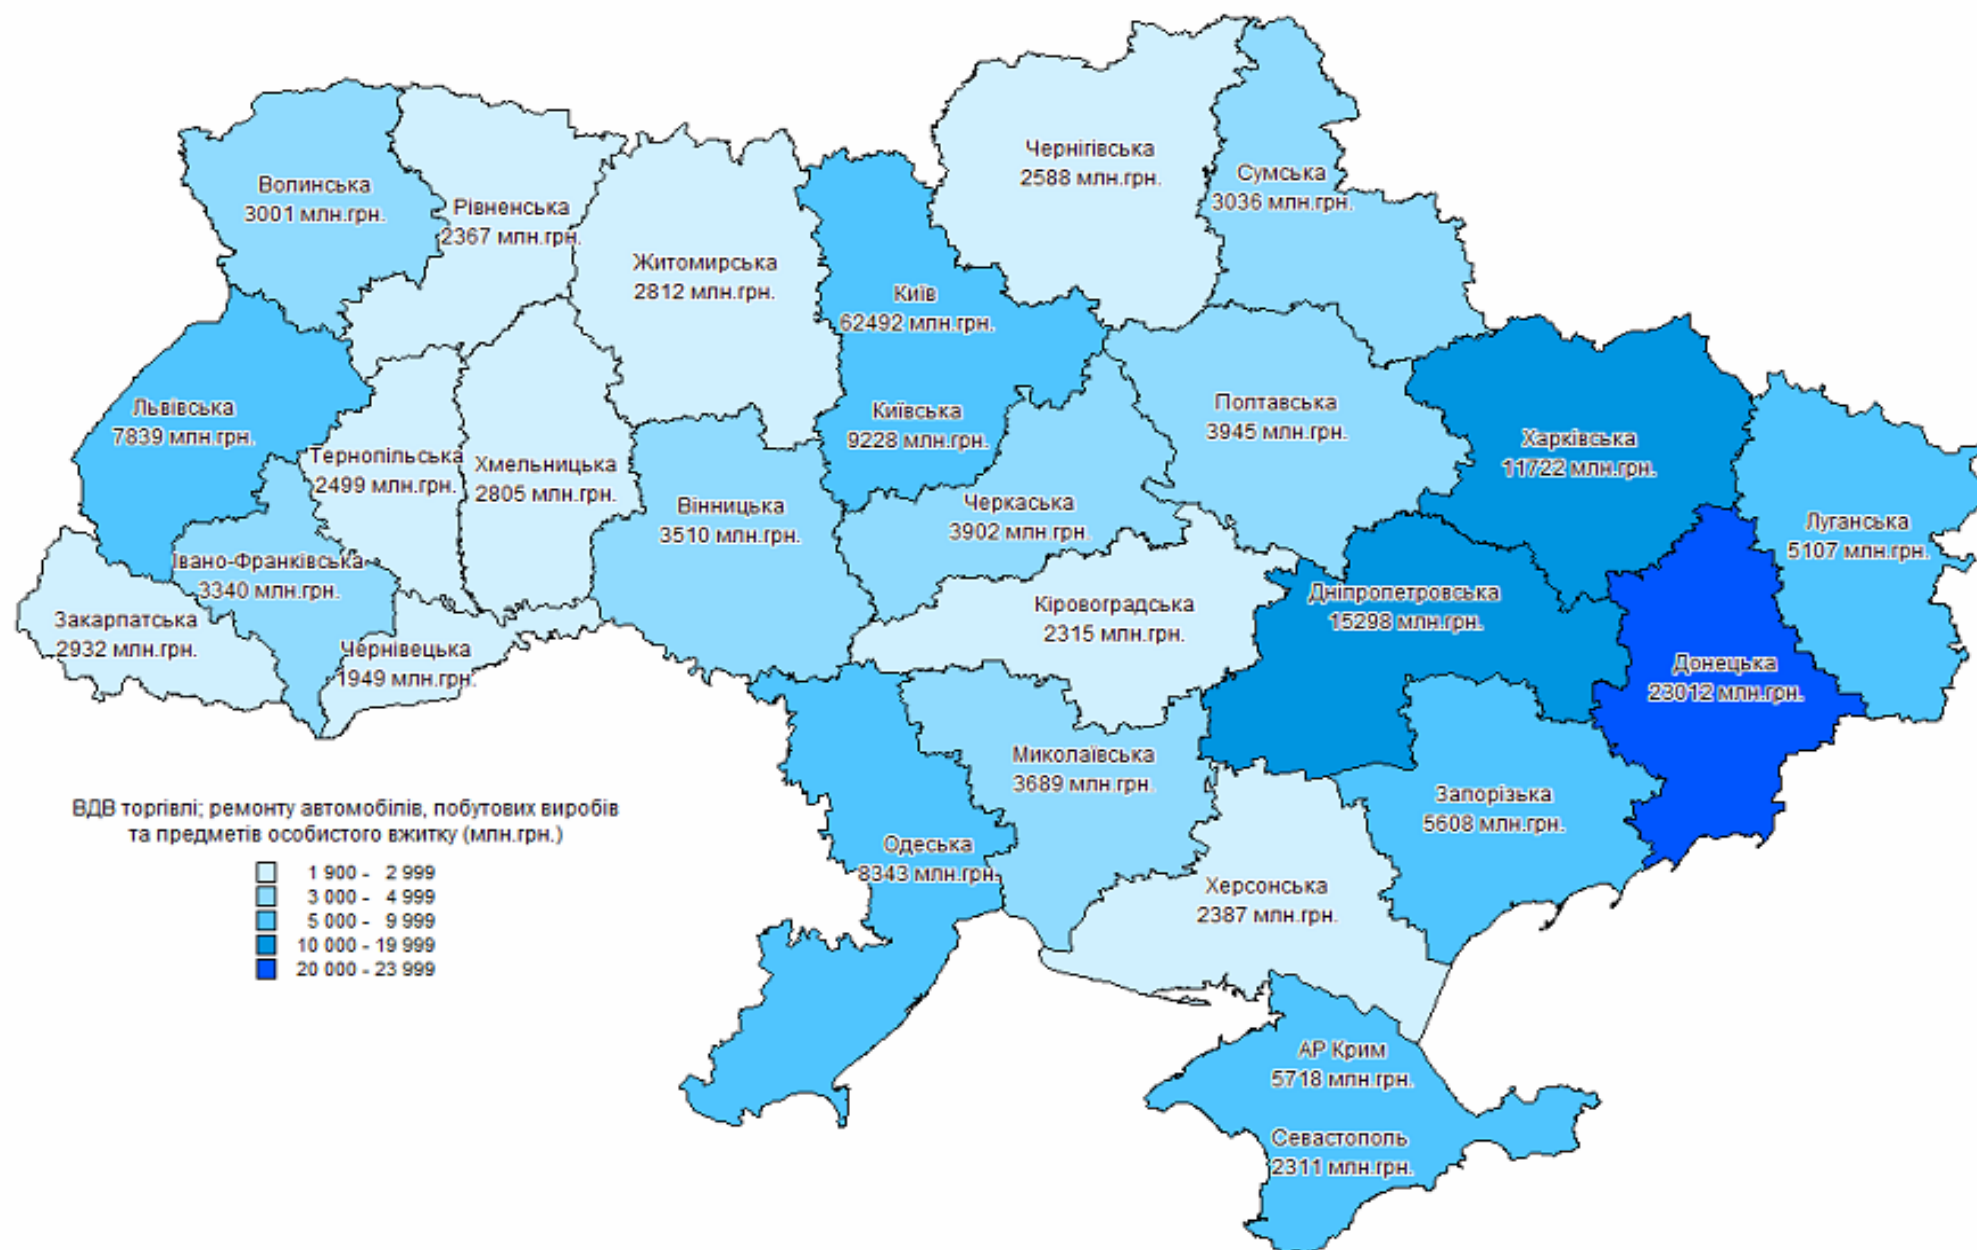 Чернігівська
2588 млн.грн.
Сумська
3036 млн.грн.
Волинська
3001 млн.грн.
Рівненська
2367 млн.грн.
Житомирська
2812 млн.грн.
Київ
62492 млн.грн.
Київська
9228 млн.грн.
Полтавська
3945 млн.грн.
Харківська
11722 млн.грн.
Львівська
7839 млн.грн.
Тернопільська
2499 млн.грн.
Хмельницька
2805 млн.грн.
Вінницька
3510 млн.грн.
Черкаська
3902 млн.грн.
Луганська
5107 млн.грн.
Івано-Франківська
3340 млн.грн.
Закарпатська
2932 млн.грн.
Чернівецька
1949 млн.грн.
Кіровоградська
2315 млн.грн.
Дніпропетровська
15298 млн.грн.
Донецька
23012 млн.грн.
Миколаївська
3689 млн.грн.
Запорізька
5608 млн.грн.
Одеська
8343 млн.грн.
Херсонська
2387 млн.грн.
АР Крим
5718 млн.грн.
Севастополь
2311 млн.грн.
ВДВ торгівлі; ремонту автомобілів, побутових виробів
та предметів особистого вжитку (млн.грн.)
1 900 - 2 999
3 000 - 4 999
5 000 - 9 999
10 000 - 19 999
20 000 - 23 999